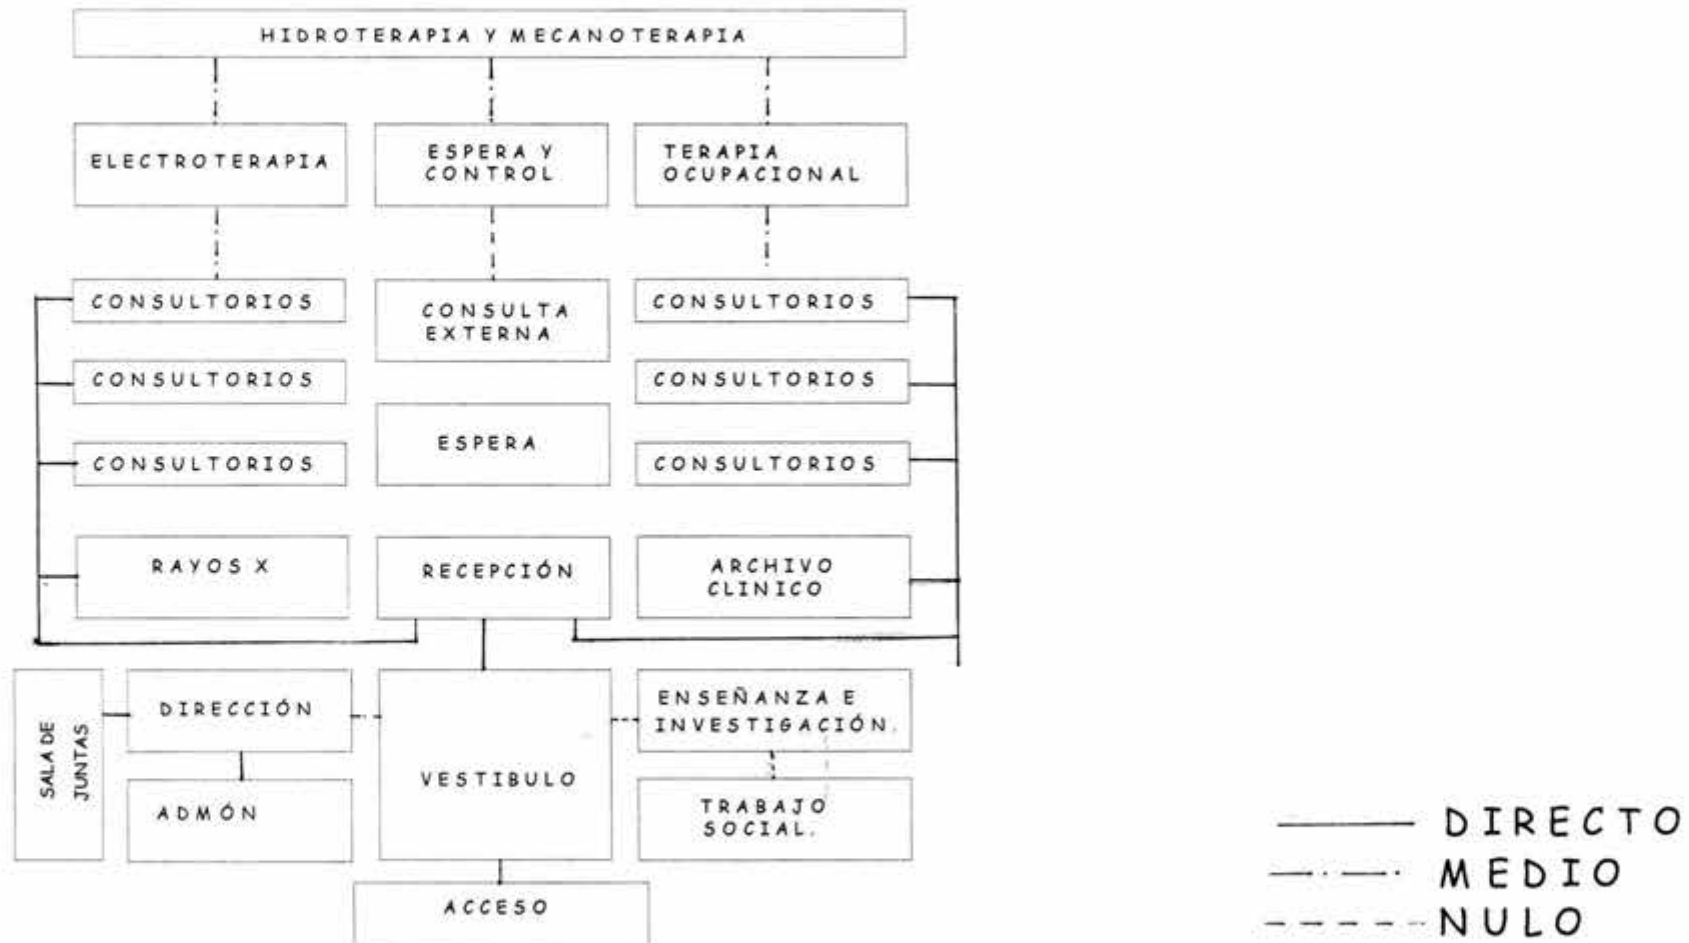 HIDROTERAPIA Y MECANOTERAPIA
ELECTROTERAPIA
ESPERA Y
CONTROL
TERAPIA
OCUPACIONAL
CONSULTORIOS
CONSULTA
EXTERNA
CONSULTORIOS
CONSULTORIOS
CONSULTORIOS
ESPERA
CONSULTORIOS
CONSULTORIOS
RAYOS X
RECEPCIÓN
ARCHIVO
CLINICO
SALA DE
JUNTAS
DIRECCIÓN
ADMÓN
VESTIBULO
ENSEÑANZA E
INVESTIGACIÓN.
TRABAJO
SOCIAL.
ACCESO
DIRECTO
MEDIO
NULO